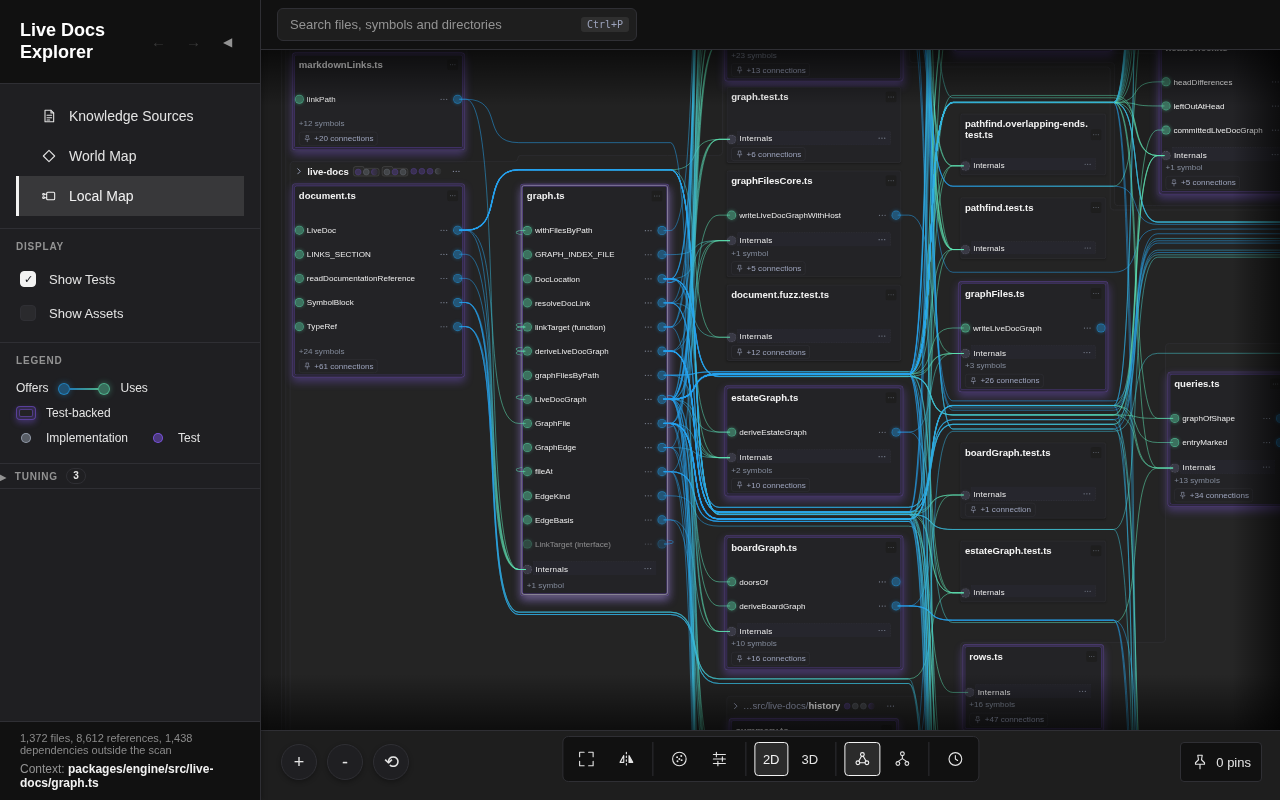 Live Docs
Explorer
Knowledge Sources
World Map
Local Map
DISPLAY
Show Tests
Show Assets
LEGEND
Offers
Uses
Test-backed
Implementation
Test
TUNING 3
1,372 files, 8,612 references, 1,438
dependencies outside the scan
Context: packages/engine/src/live-
docs/graph.ts
Search files, symbols and directories
Ctrl+P
markdownLinks.ts
linkPath
+12 symbols
+20 connections
live-docs
document.ts
LiveDoc
LINKS_SECTION
readDocumentationReference
SymbolBlock
TypeRef
+24 symbols
+61 connections
graph.ts
withFilesByPath
GRAPH_INDEX_FILE
DocLocation
resolveDocLink
linkTarget (function)
deriveLiveDocGraph
graphFilesByPath
LiveDocGraph
GraphFile
GraphEdge
fileAt
EdgeKind
EdgeBasis
LinkTarget (interface)
Internals
+1 symbol
+23 symbols
+13 connections
graph.test.ts
Internals
+6 connections
graphFilesCore.ts
writeLiveDocGraphWithHost
Internals
+1 symbol
+5 connections
document.fuzz.test.ts
Internals
+12 connections
estateGraph.ts
deriveEstateGraph
Internals
+2 symbols
+10 connections
boardGraph.ts
doorsOf
deriveBoardGraph
Internals
+10 symbols
+16 connections
…src/live-docs/history
pathfind.overlapping-ends.
test.ts
Internals
pathfind.test.ts
Internals
graphFiles.ts
writeLiveDocGraph
Internals
+3 symbols
+26 connections
boardGraph.test.ts
Internals
+1 connection
estateGraph.test.ts
Internals
rows.ts
Internals
+16 symbols
+47 connections
headDifferences
leftOutAtHead
committedLiveDocGraph
Internals
+1 symbol
+5 connections
queries.ts
graphOfShape
entryMarked
Internals
+13 symbols
+34 connections
+
-
2D
3D
0 pins